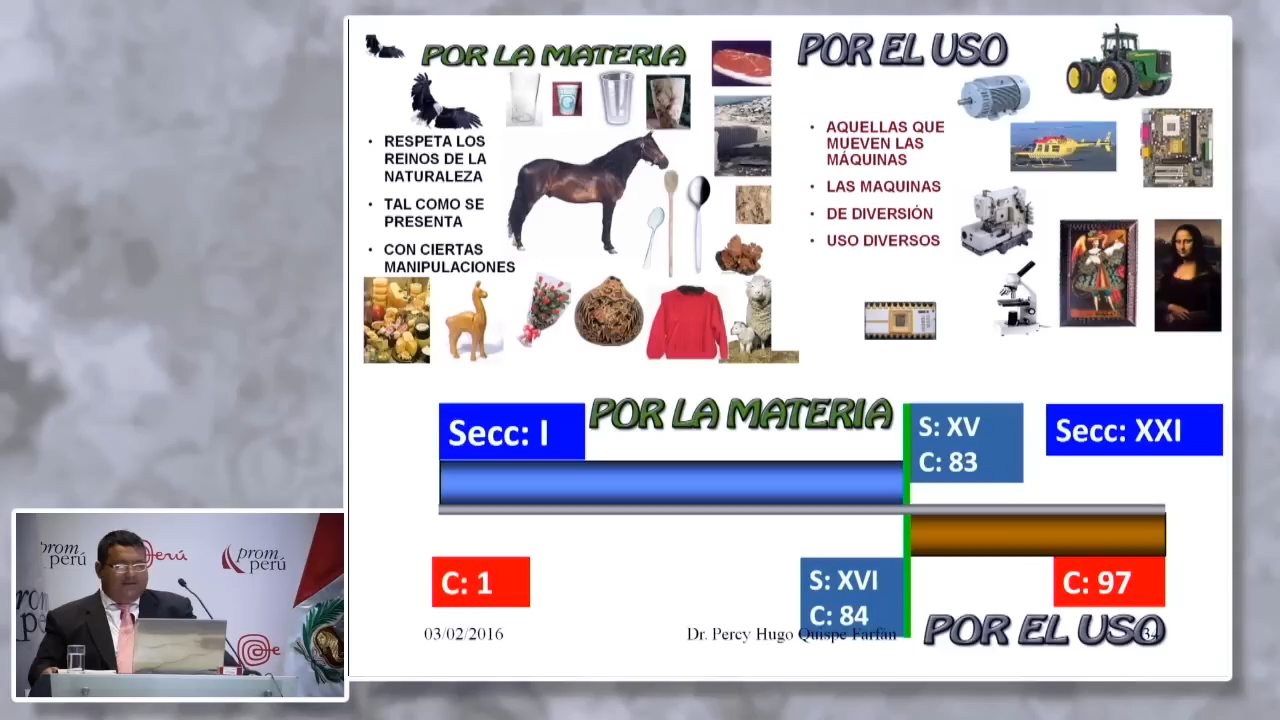 POR LA MATERIA
• RESPETA LOS
REINOS DE LA
NATURALEZA
• TAL COMO SE
PRESENTA
• CON CIERTAS
MANIPULACIONES
POR EL USO
• AQUELLAS QUE
MUEVEN LAS
MÁQUINAS
• LAS MAQUINAS
• DE DIVERSIÓN
• USO DIVERSOS
Secc: I
POR LA MATERIA
S: XV
C: 83
Secc: XXI
C: 1
S: XVI
C: 84
C: 97
POR EL USO
03/02/2016
Dr. Percy Hugo Quispe Farfán
34
prom
perú
Perú
prom
perú